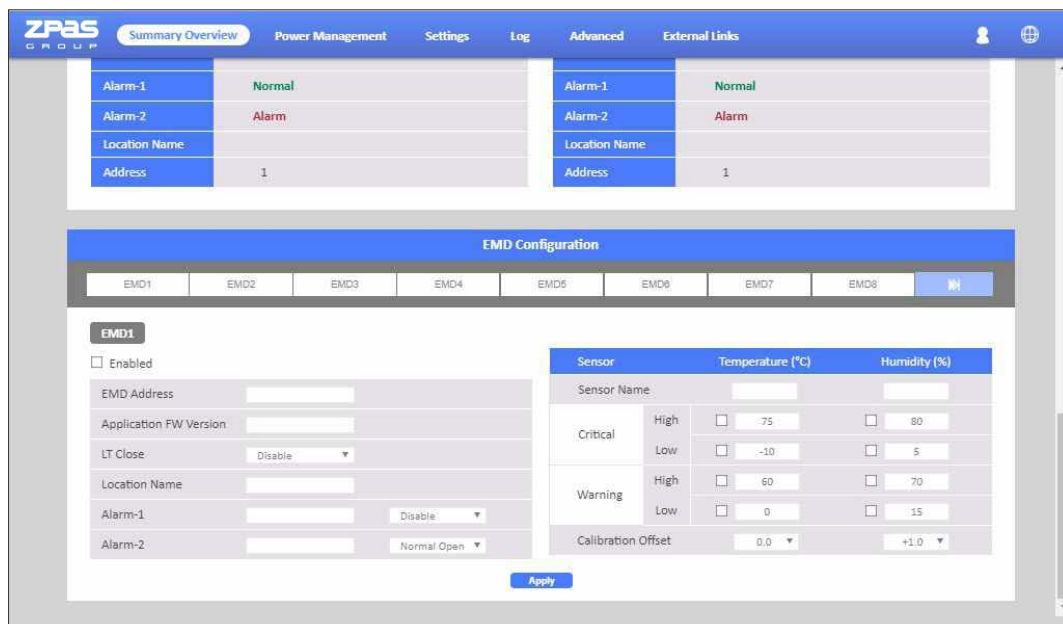 ZPAS
GROUP
Summary Overview Power Management Settings Log Advanced External Links
Alarm-1 Normal Alarm-1 Normal
Alarm-2 Alarm Alarm-2 Alarm
Location Name Location Name
Address 1 Address 1
EMD Configuration
EMD1 EMD2 EMD3 EMD4 EMD5 EMD6 EMD7 EMD8
EMD1
Enabled
Sensor Temperature (°C) Humidity (%)
EMD Address
Sensor Name
Application FW Version
Critical High 75 80
LT Close Disable
Low -10 5
Location Name
Warning High 60 70
Alarm-1 Disable
Low 0 15
Alarm-2 Normal Open
Calibration Offset 0.0 +1.0
Apply